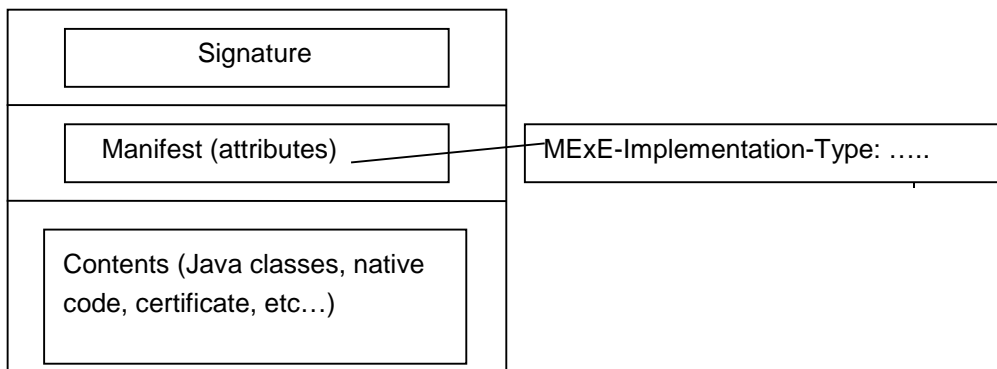 Signature
Manifest (attributes)
MExE-Implementation-Type: …..
Contents (Java classes, native
code, certificate, etc…)